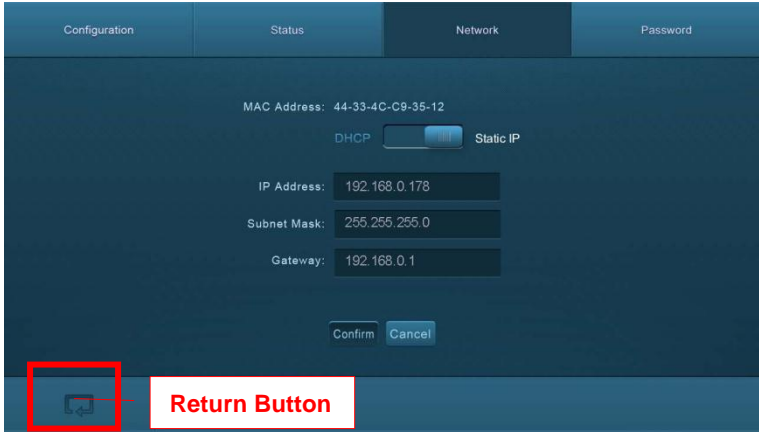 Configuration Status Network Password
MAC Address: 44-33-4C-C9-35-12
DHCP Static IP
IP Address: 192.168.0.178
Subnet Mask: 255.255.255.0
Gateway: 192.168.0.1
Confirm Cancel
Return Button